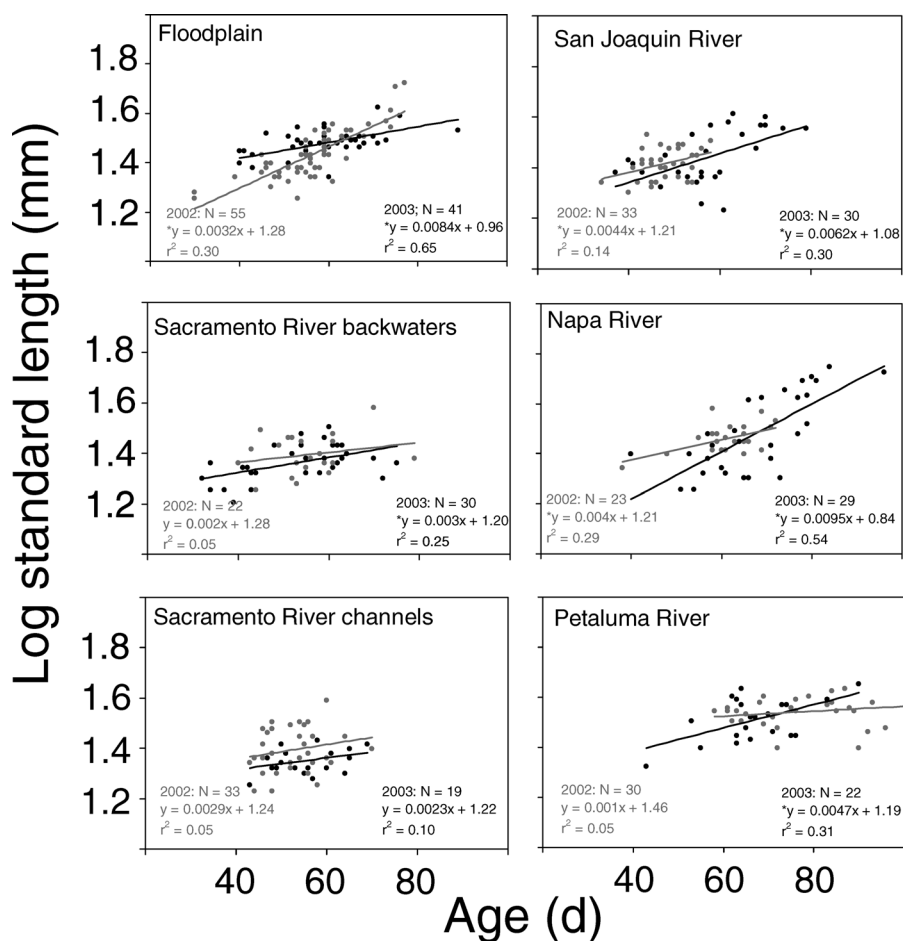 Log standard length (mm)
Floodplain
1.8
1.6
1.4
1.2
2002: N = 55
*y = 0.0032x + 1.28
r² = 0.30
2003; N = 41
*y = 0.0084x + 0.96
r² = 0.65
San Joaquin River
2002: N = 33
*y = 0.0044x + 1.21
r² = 0.14
2003: N = 30
*y = 0.0062x + 1.08
r² = 0.30
Sacramento River backwaters
1.8
1.6
1.4
1.2
2002: N = 22
y = 0.002x + 1.28
r² = 0.05
2003: N = 30
*y = 0.003x + 1.20
r² = 0.25
Napa River
2002: N = 23
*y = 0.004x + 1.21
r² = 0.29
2003: N = 29
*y = 0.0095x + 0.84
r² = 0.54
Sacramento River channels
1.8
1.6
1.4
1.2
2002: N = 33
y = 0.0029x + 1.24
r² = 0.05
2003: N = 19
y = 0.0023x + 1.22
r² = 0.10
Petaluma River
2002: N = 30
y = 0.001x + 1.46
r² = 0.05
2003: N = 22
*y = 0.0047x + 1.19
r² = 0.31
40 60 80
40 60 80
Age (d)